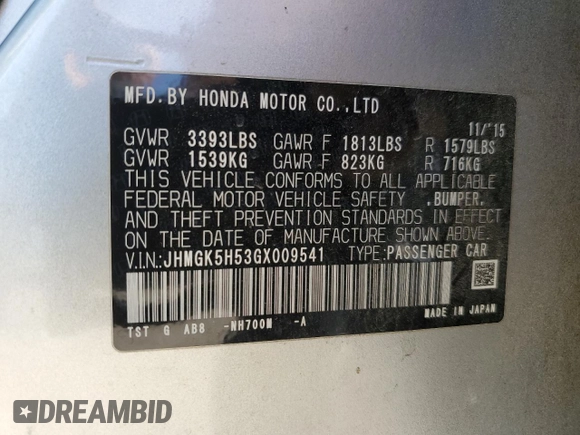 MFD.BY HONDA MOTOR CO.,LTD
11/'15
GVWR 3393LBS GAWR F 1813LBS R 1579LBS
GVWR 1539KG GAWR F 823KG R 716KG
THIS VEHICLE CONFORMS TO ALL APPLICABLE
FEDERAL MOTOR VEHICLE SAFETY ,BUMPER,
AND THEFT PREVENTION STANDARDS IN EFFECT
ON THE DATE OF MANUFACTURE SHOWN ABOVE.
V.I.N:JHMGK5H53GX009541 TYPE:PASSENGER CAR
TST G AB8 -NH700M -A
MADE IN JAPAN
DREAMBID